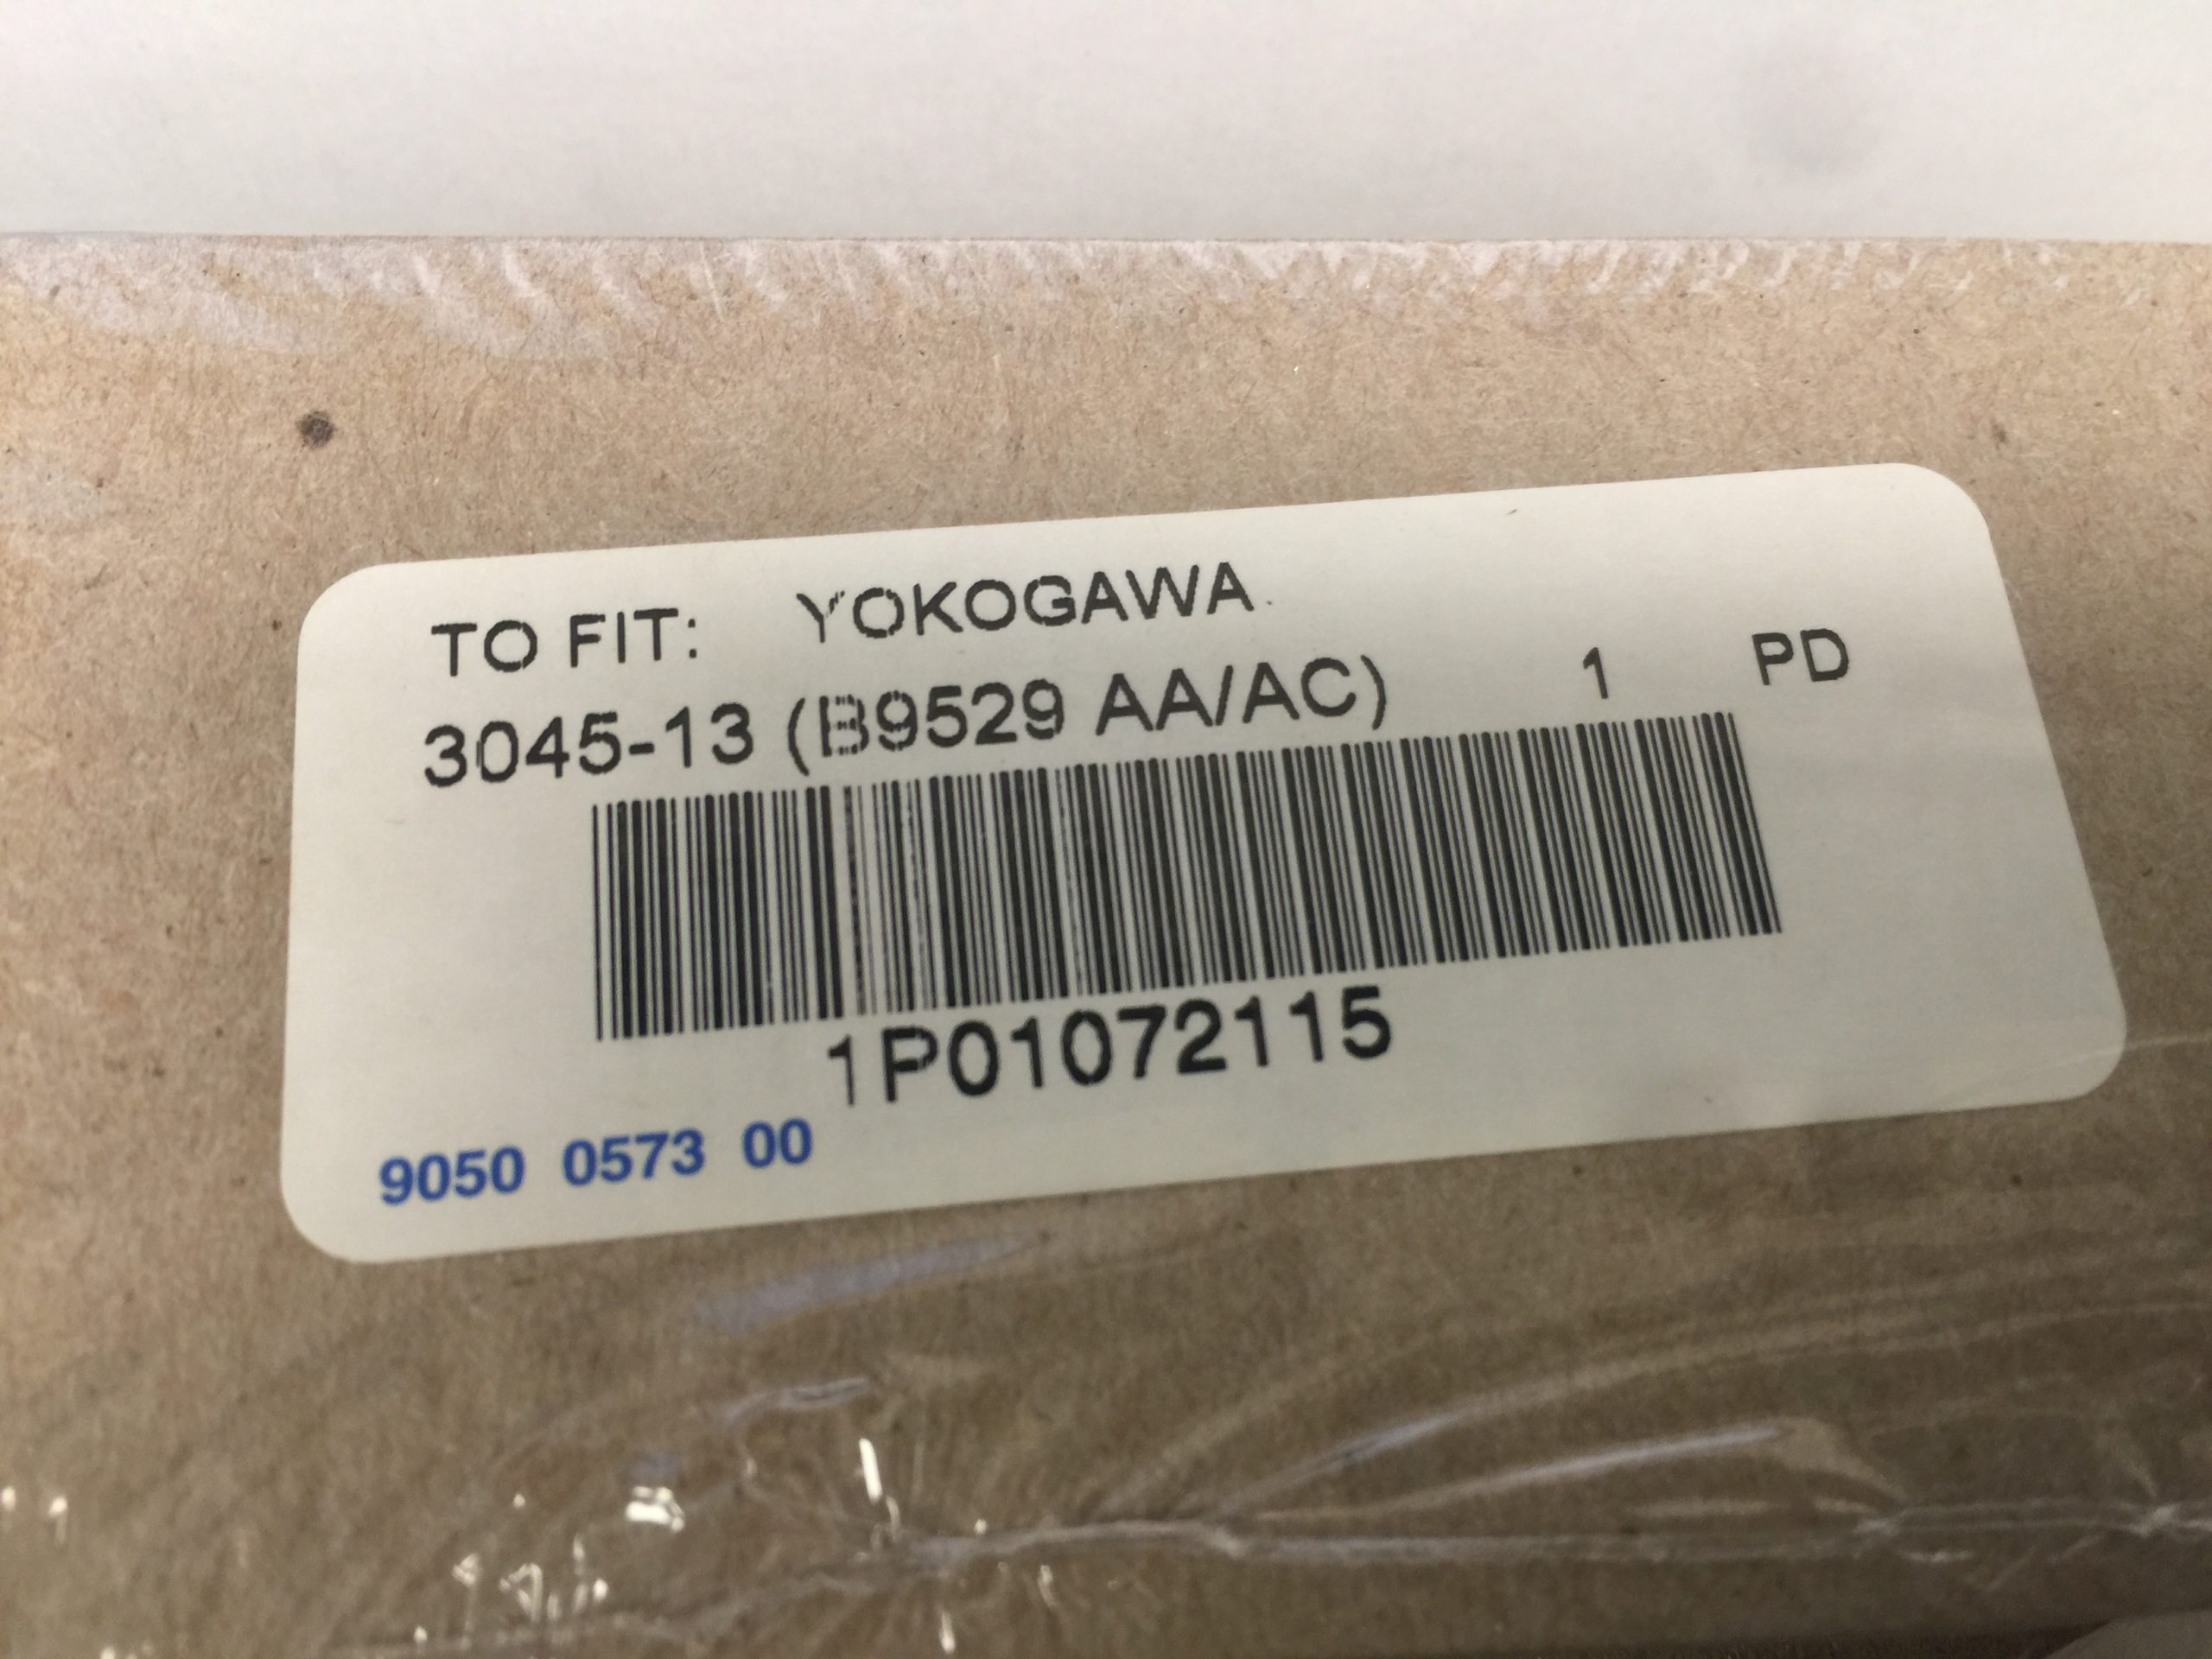 TO FIT: YOKOGAWA
3045-13 (B9529 AA/AC) 1 PD
1P01072115
9050 0573 00